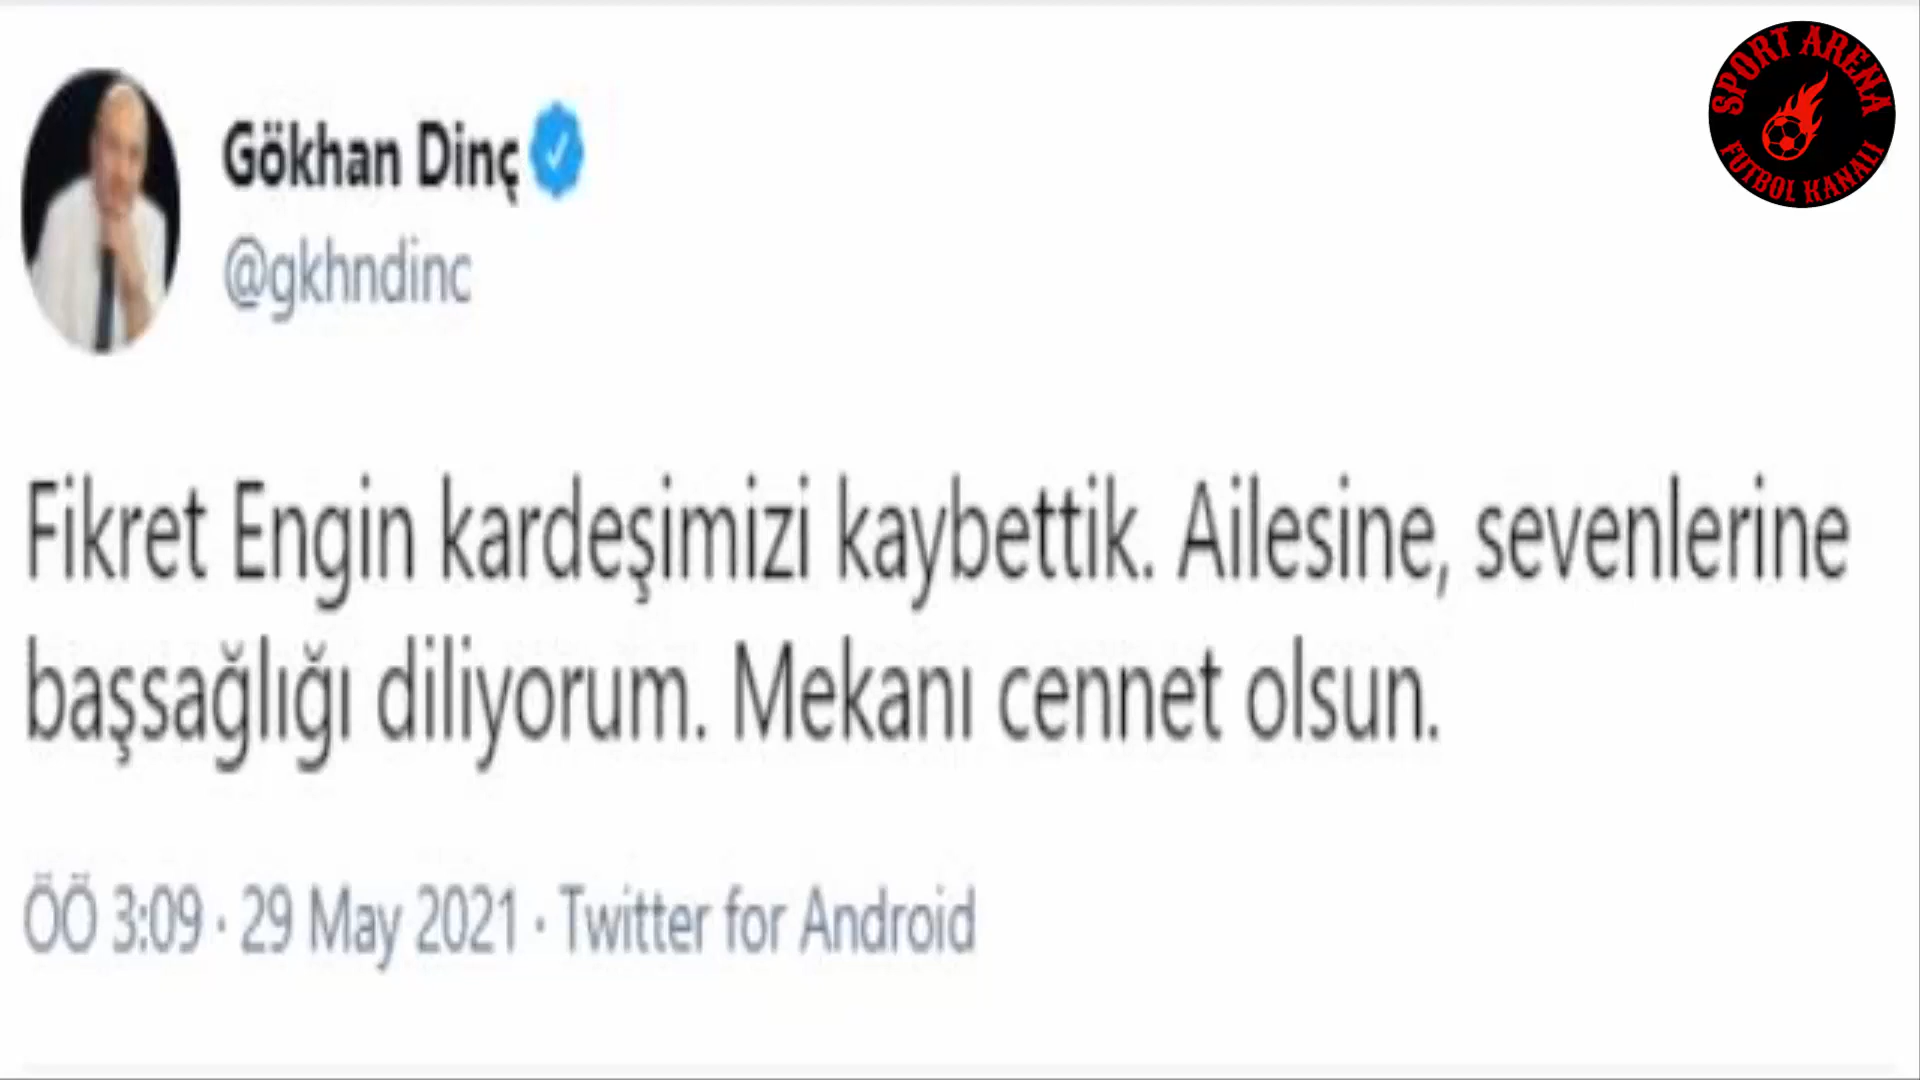 Gökhan Dinç
@gkhndinc
SPORT ARENA
FUTBOL KANALI
Fikret Engin kardeşimizi kaybettik. Ailesine, sevenlerine
başsağlığı diliyorum. Mekanı cennet olsun.
ÖÖ 3:09 · 29 May 2021 · Twitter for Android